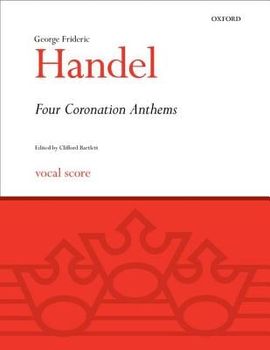 OXFORD
George Frideric
Handel
Four Coronation Anthems
Edited by Clifford Bartlett
vocal score